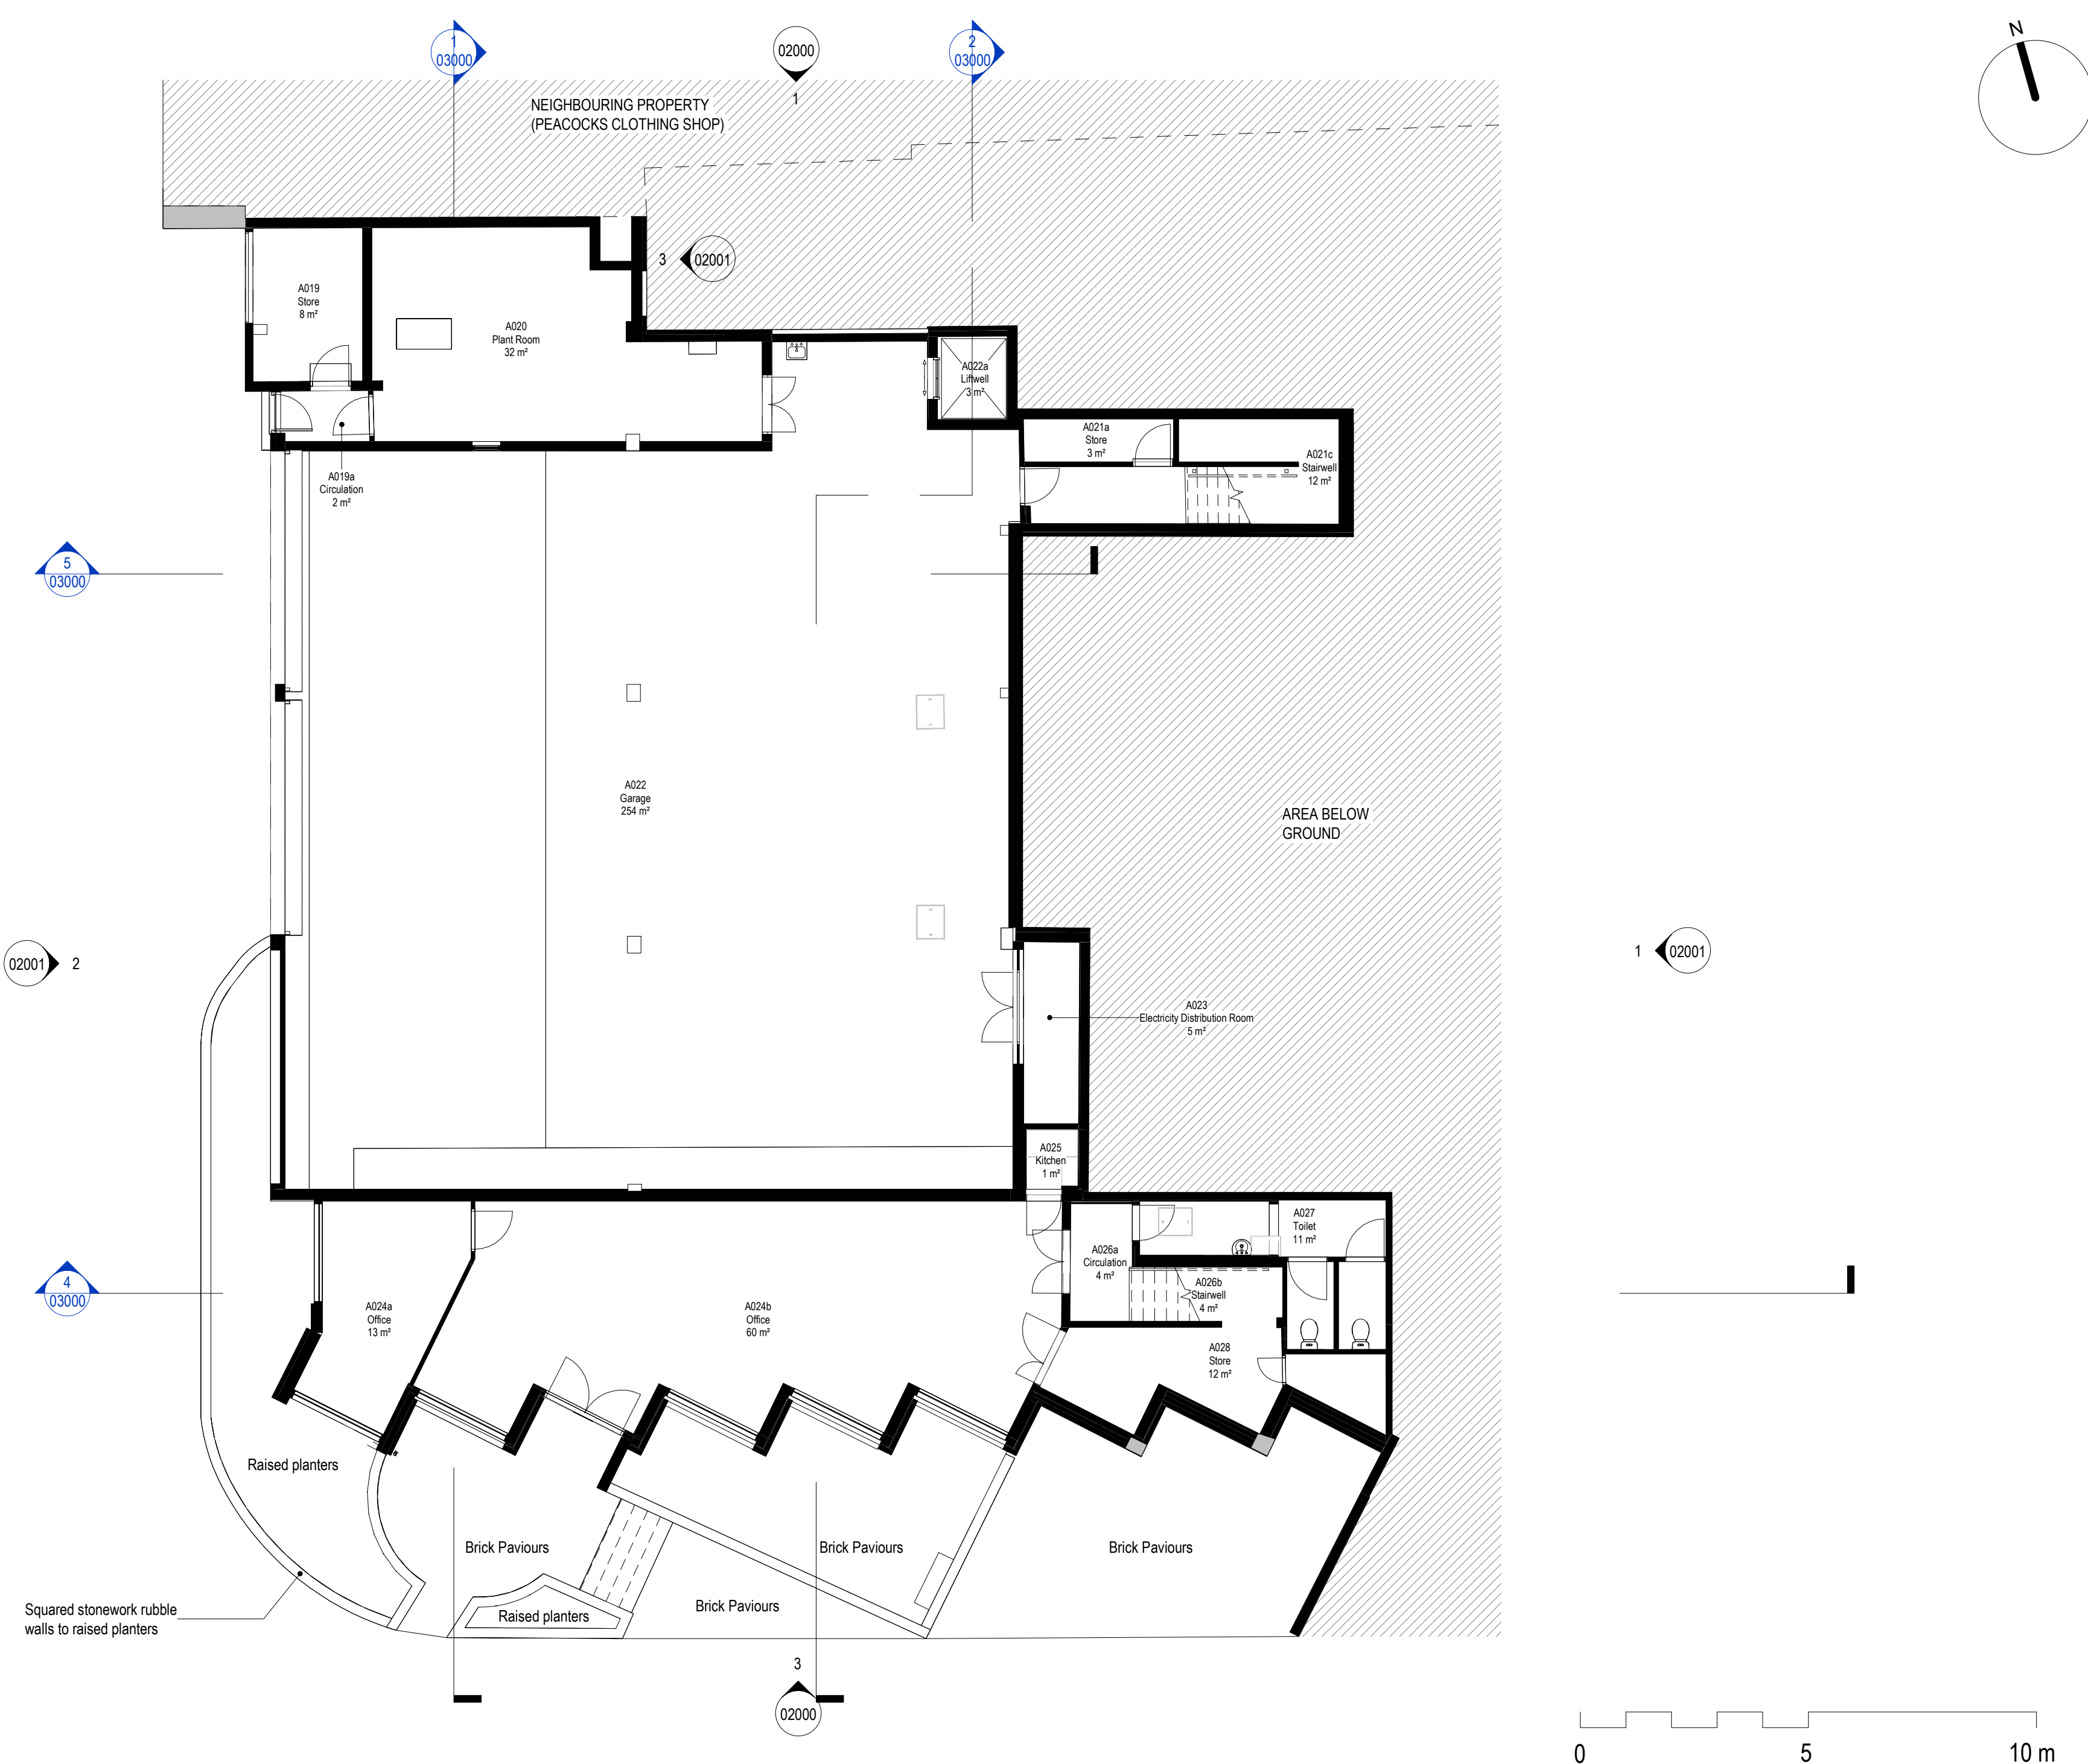 1
03000
02000
1
2
03000
N
NEIGHBOURING PROPERTY
(PEACOCKS CLOTHING SHOP)
3
02001
A019
Store
8 m²
A020
Plant Room
32 m²
A022a
Liftwell
3 m²
A021a
Store
3 m²
A021c
Stairwell
12 m²
A019a
Circulation
2 m²
5
03000
A022
Garage
254 m²
AREA BELOW
GROUND
02001
2
1
02001
A023
Electricity Distribution Room
5 m²
A025
Kitchen
1 m²
A027
Toilet
11 m²
A026a
Circulation
4 m²
A026b
Stairwell
4 m²
4
03000
A024a
Office
13 m²
A024b
Office
60 m²
A028
Store
12 m²
Raised planters
Brick Paviours
Brick Paviours
Brick Paviours
Brick Paviours
Raised planters
Squared stonework rubble
walls to raised planters
3
02000
0
5
10 m